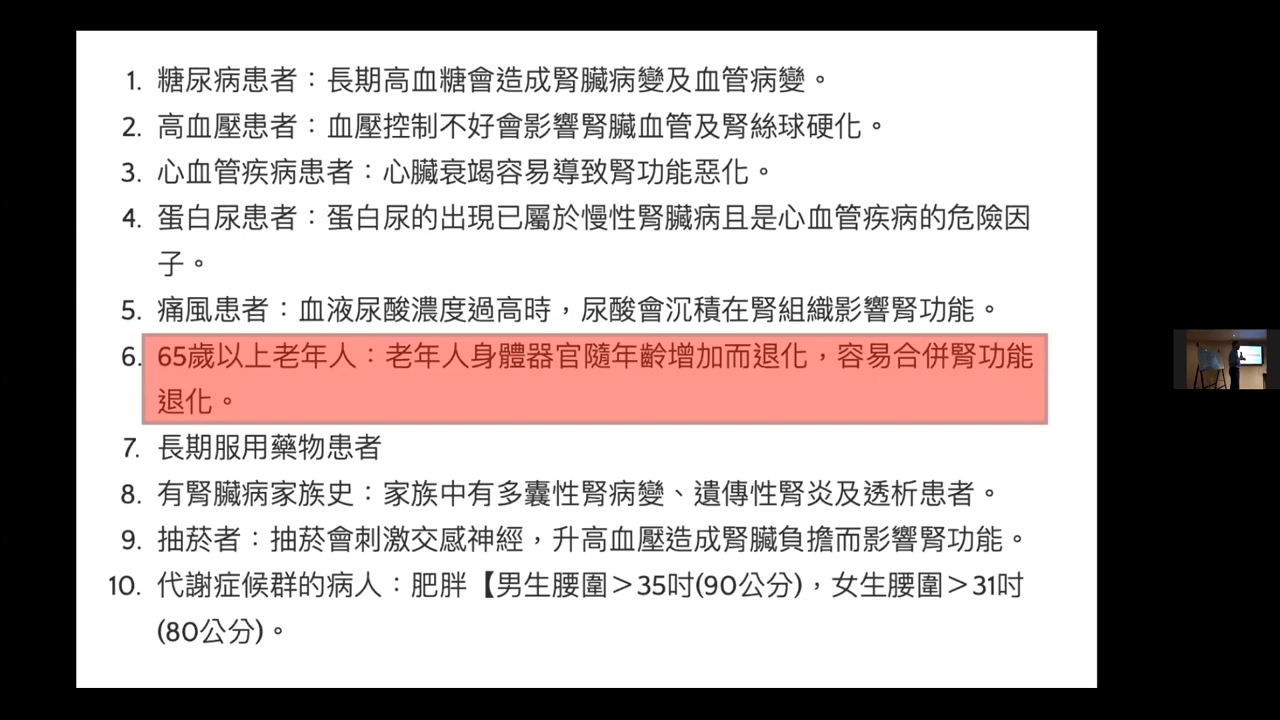 1. 糖尿病患者：長期高血糖會造成腎臟病變及血管病變。
2. 高血壓患者：血壓控制不好會影響腎臟血管及腎絲球硬化。
3. 心血管疾病患者：心臟衰竭容易導致腎功能惡化。
4. 蛋白尿患者：蛋白尿的出現已屬於慢性腎臟病且是心血管疾病的危險因
子。
5. 痛風患者：血液尿酸濃度過高時，尿酸會沉積在腎組織影響腎功能。
6. 65歲以上老年人：老年人身體器官隨年齡增加而退化，容易合併腎功能
退化。
7. 長期服用藥物患者
8. 有腎臟病家族史：家族中有多囊性腎病變、遺傳性腎炎及透析患者。
9. 抽菸者：抽菸會刺激交感神經，升高血壓造成腎臟負擔而影響腎功能。
10. 代謝症候群的病人：肥胖【男生腰圍＞35吋(90公分)，女生腰圍＞31吋
(80公分)。